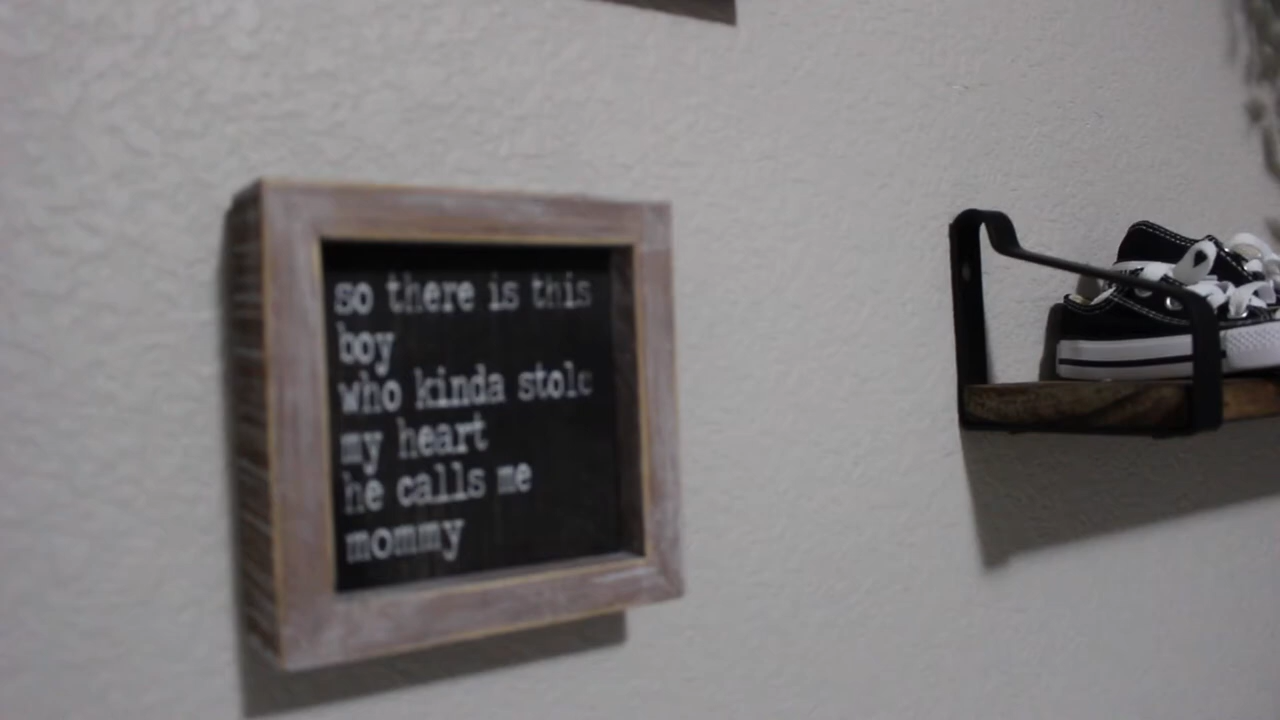 so there is this
boy
who kinda stole
my heart
he calls me
mommy